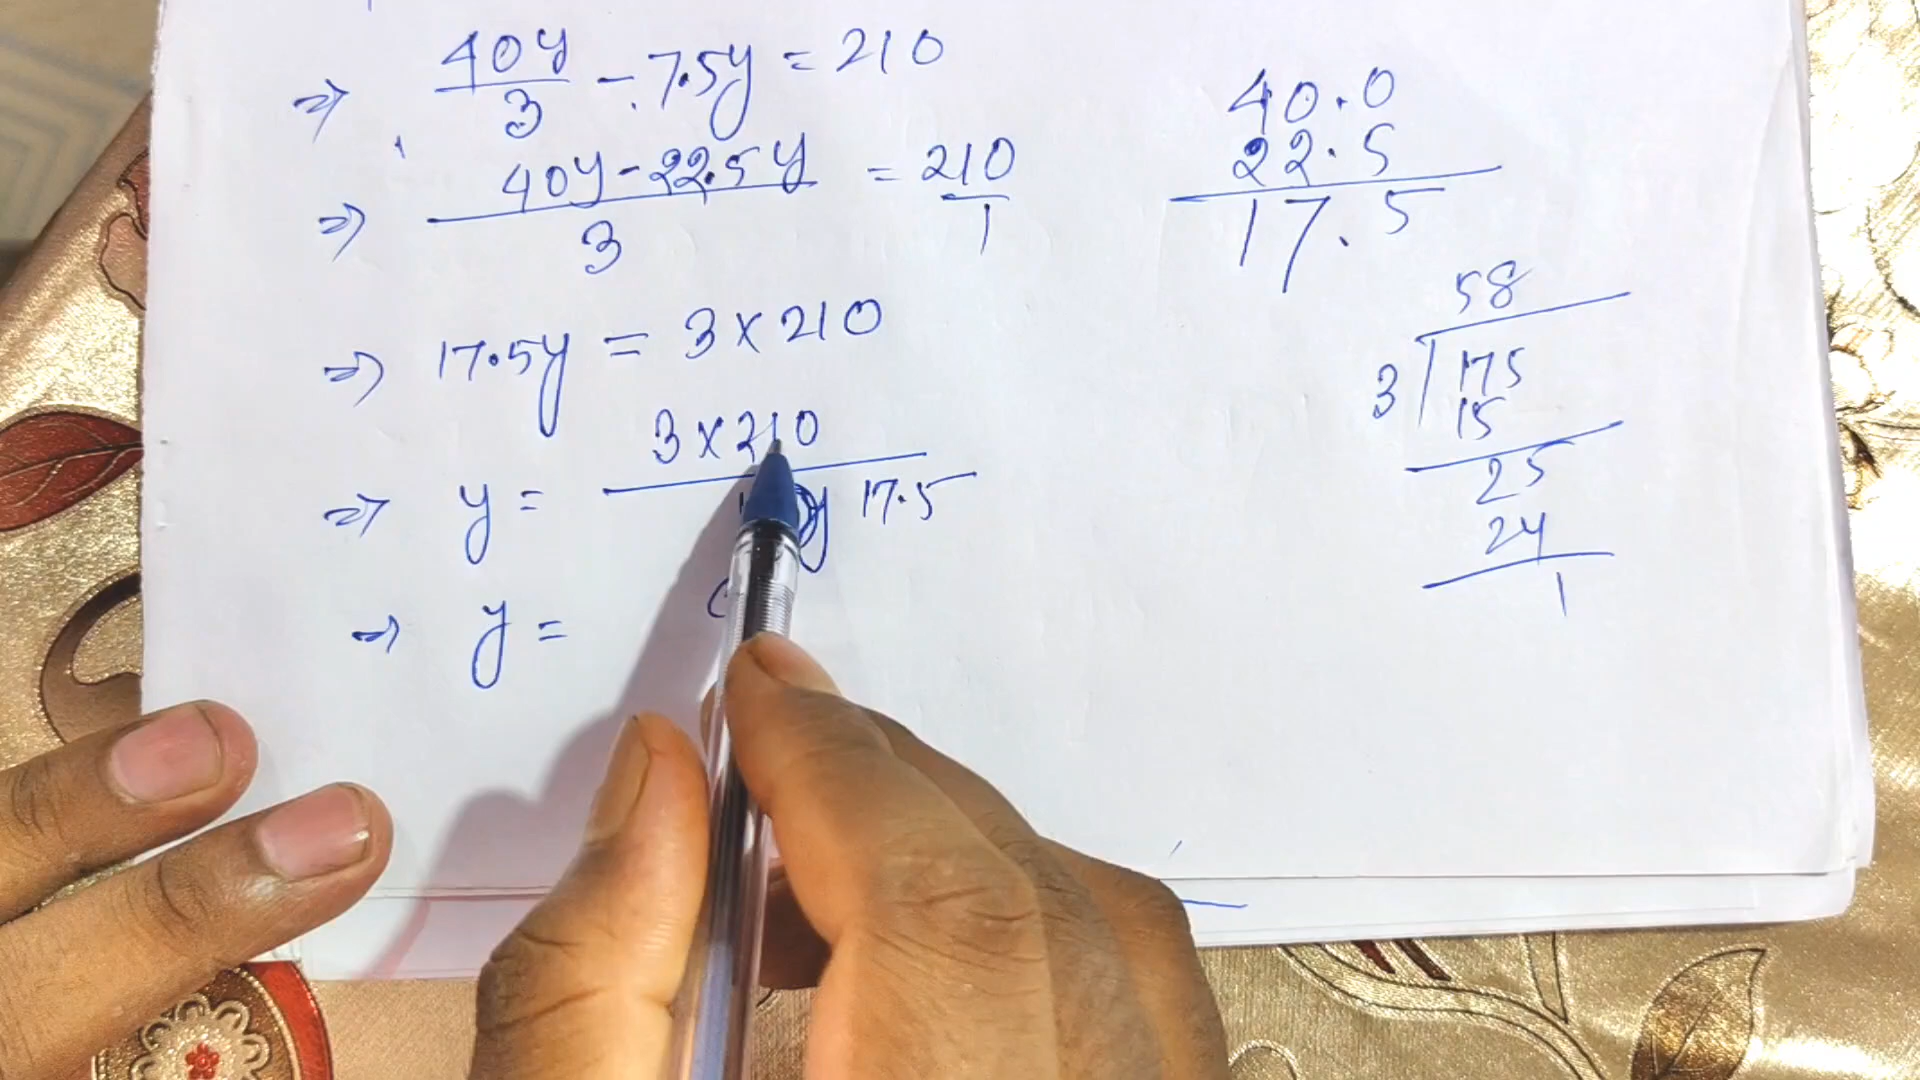 ⇒ 40y/3 - 7.5y = 210
⇒ 40y-22.5y/3 = 210/1
⇒ 17.5y = 3×210
⇒ y = 3×210/17.5
⇒ y =
40.0
22.5
17.5
58
3 175
15
25
24
1